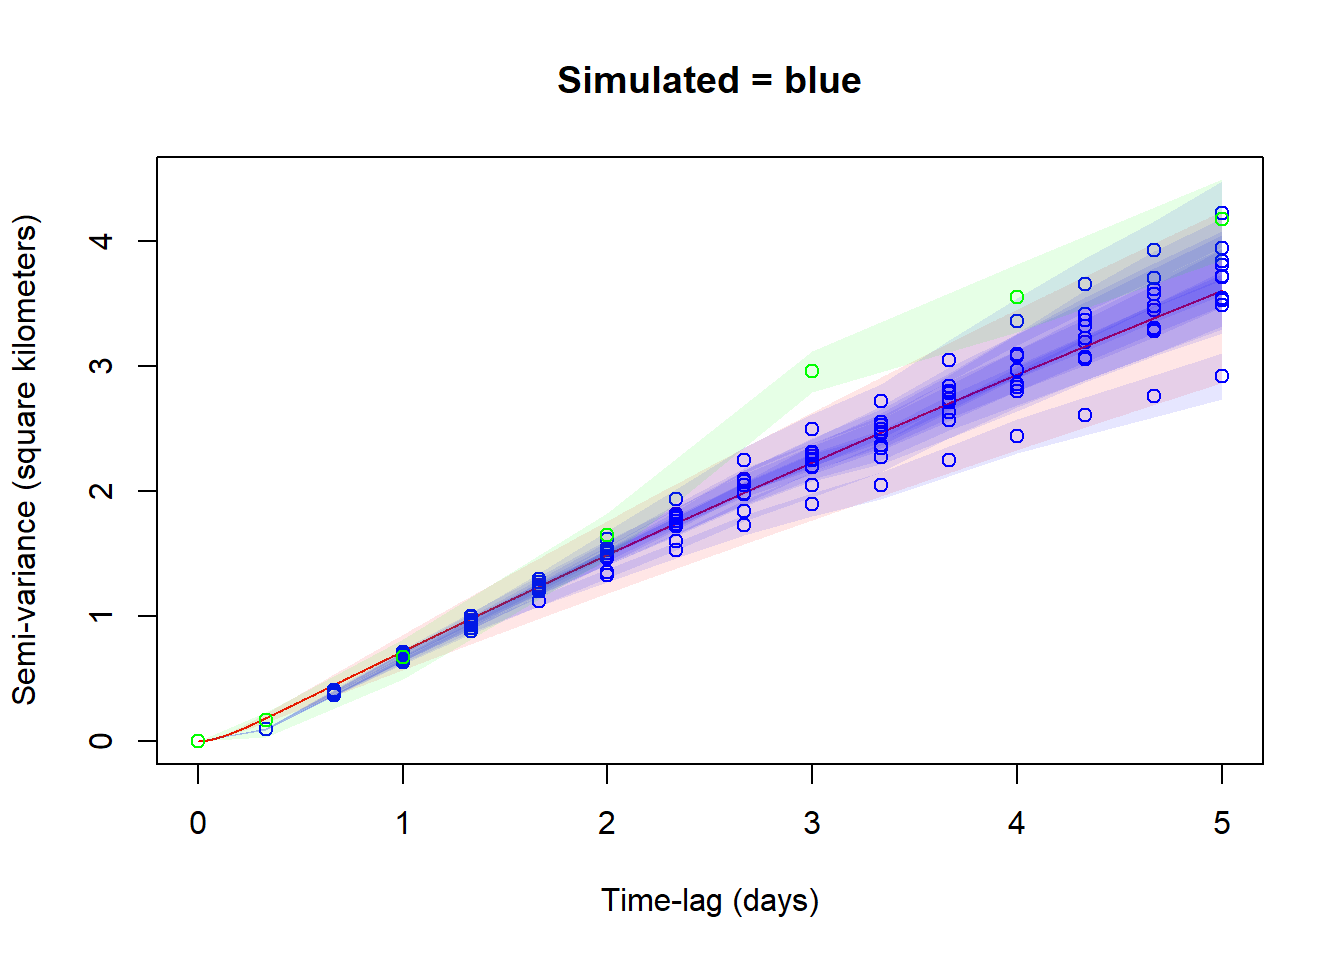 Simulated = blue
Semi-variance (square kilometers)
4
3
2
1
0
0 1 2 3 4 5
Time-lag (days)